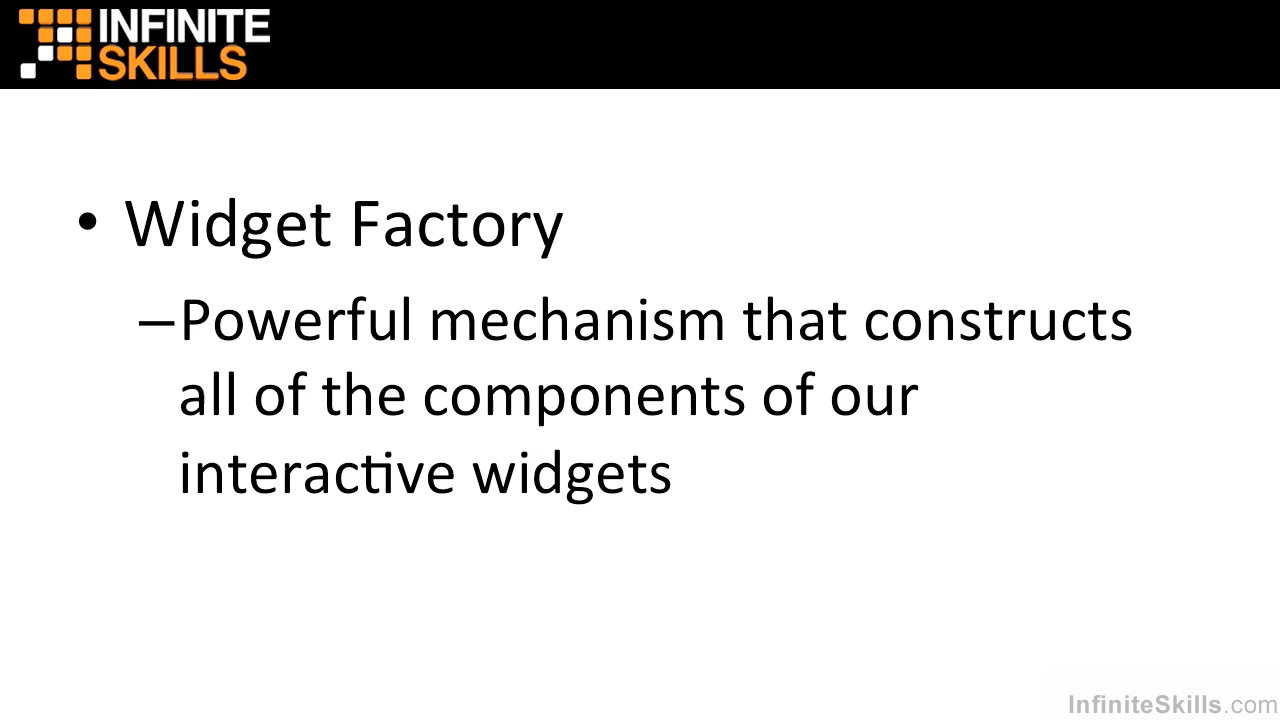 INFINITE
SKILLS
• Widget Factory
–Powerful mechanism that constructs
all of the components of our
interactive widgets
InfiniteSkills.com